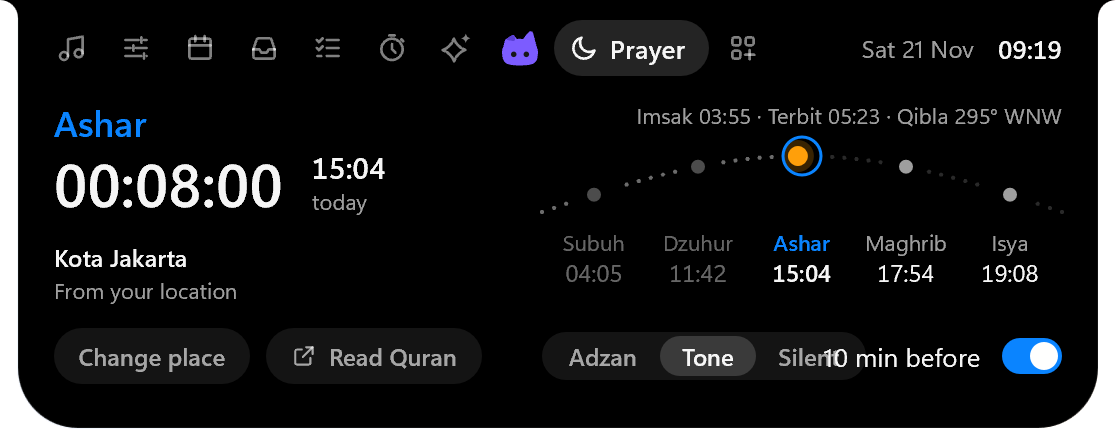 Prayer
Sat 21 Nov 09:19
Ashar
Imsak 03:55 · Terbit 05:23 · Qibla 295° WNW
00:08:00
15:04
today
Subuh Dzuhur Ashar Maghrib Isya
04:05 11:42 15:04 17:54 19:08
Kota Jakarta
From your location
Change place Read Quran Adzan Tone Silent 10 min before